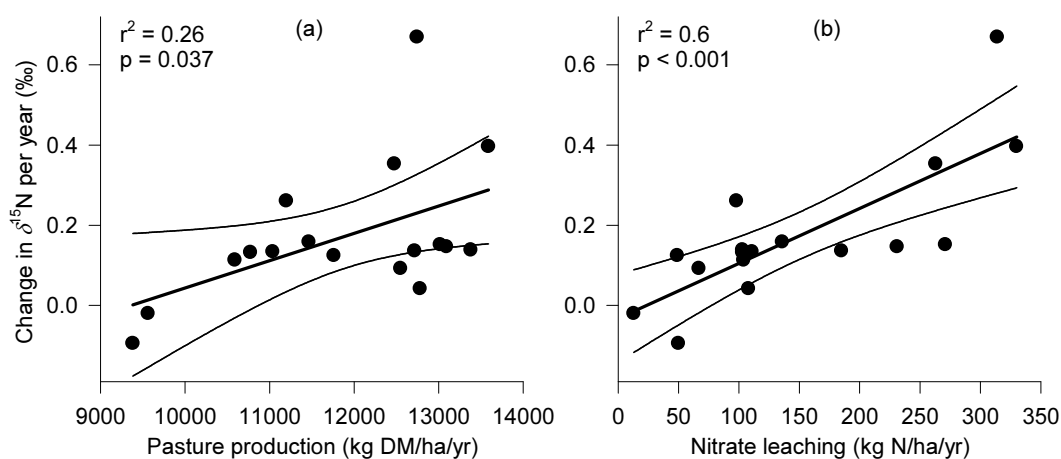 r² = 0.26
p = 0.037
(a)
r² = 0.6
p < 0.001
(b)
Change in δ¹⁵N per year (‰)
0.6
0.4
0.2
0.0
9000 10000 11000 12000 13000 14000
Pasture production (kg DM/ha/yr)
0 50 100 150 200 250 300 350
Nitrate leaching (kg N/ha/yr)